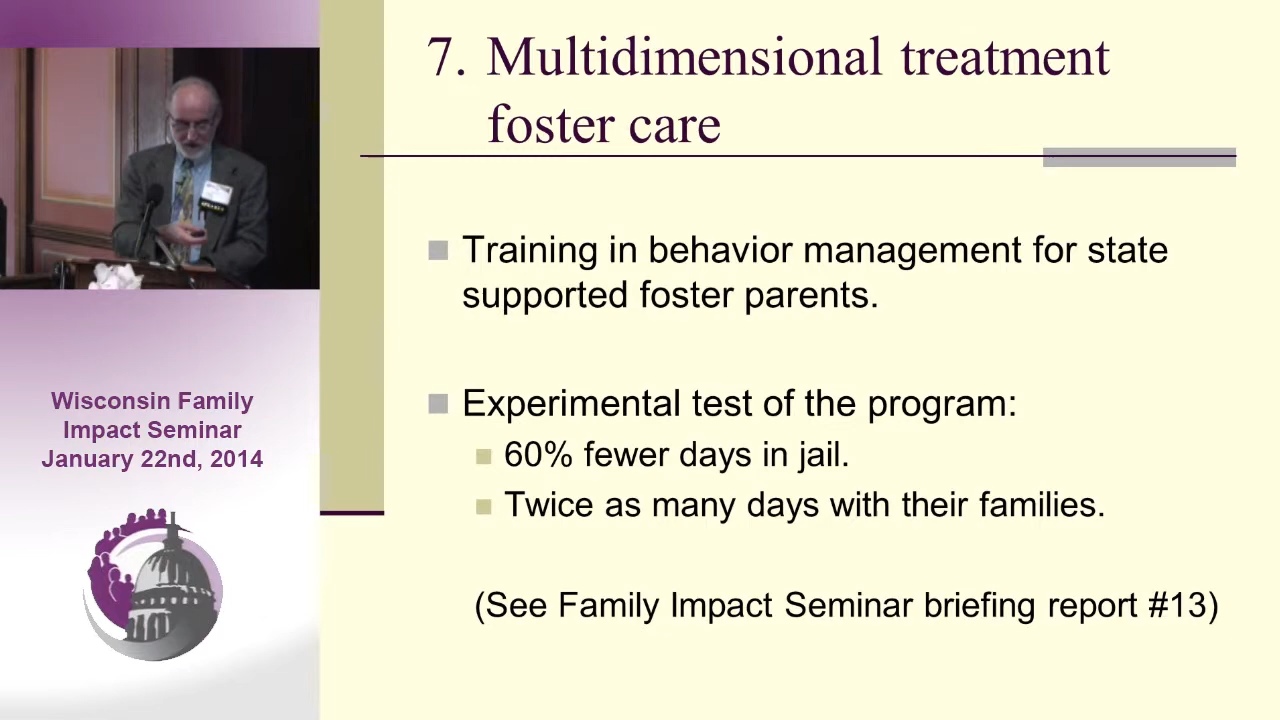 7. Multidimensional treatment
foster care
Training in behavior management for state
supported foster parents.
Experimental test of the program:
60% fewer days in jail.
Twice as many days with their families.
(See Family Impact Seminar briefing report #13)
Wisconsin Family
Impact Seminar
January 22nd, 2014